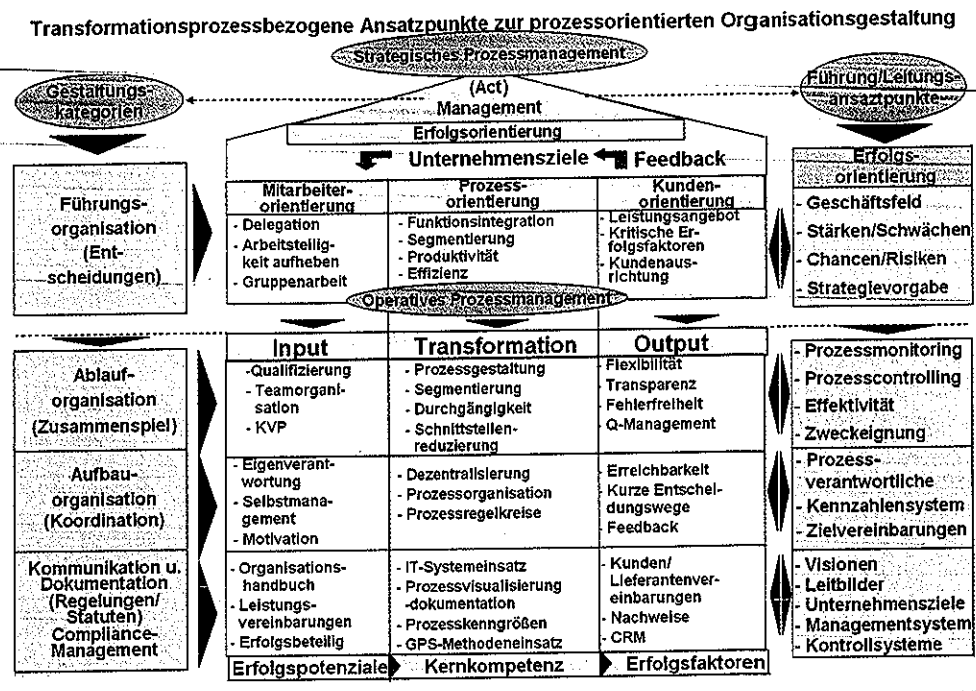 Transformationsprozessbezogene Ansatzpunkte zur prozessorientierten Organisationsgestaltung
Strategisches Prozessmanagement
Gestaltungs-
kategorien
(Act)
Management
Führung/Leitungs-
ansaztpunkte
Erfolgsorientierung
Unternehmensziele
Feedback
Führungs-
organisation
(Ent-
scheidungen)
Mitarbeiter-
orientierung
- Delegation
- Arbeitsteilig-
keit aufheben
- Gruppenarbeit
Prozess-
orientierung
- Funktionsintegration
- Segmentierung
- Produktivität
- Effizienz
Kunden-
orientierung
- Leistungsangbot
- Kritische Er-
folgsfaktoren
- Kundenaus-
richtung
Erfolgs-
orientierung
- Geschäftsfeld
- Stärken/Schwächen
- Chancen/Risiken
- Strategievorgabe
Operatives Prozessmanagement
Input
Transformation
Output
Ablauf-
organisation
(Zusammenspiel)
-Qualifizierung
- Teamorgani-
sation
- KVP
- Prozessgestaltung
- Segmentierung
- Durchgängigkeit
- Schnittstellen-
reduzierung
- Flexibilität
- Transparenz
- Fehlerfreiheit
- Q-Management
- Prozessmonitoring
- Prozesscontrolling
- Effektivität
- Zweckeignung
Aufbau-
organisation
(Koordination)
- Eigenverant-
wortung
- Selbstmana-
gement
- Motivation
- Dezentralisierung
- Prozessorganisation
- Prozessregelkreise
- Erreichbarkeit
- Kurze Entschei-
dungswege
- Feedback
- Prozess-
verantwortliche
- Kennzahlensystem
- Zielvereinbarungen
Kommunikation u.
Dokumentation
(Regelungen/
Statuten)
Compliance-
Management
- Organisations-
handbuch
- Leistungs-
vereinbarungen
- Erfolgsbeteilig
- IT-Systemeinsatz
- Prozessvisualisierung
-dokumentation
- Prozesskenngrößen
- GPS-Methodeneinsatz
- Kunden/
Lieferantenver-
einbarungen
- Nachweise
- CRM
- Visionen
- Leitbilder
- Unternehmensziele
- Managementsystem
- Kontrollsysteme
Erfolgspotenziale
Kernkompetenz
Erfolgsfaktoren